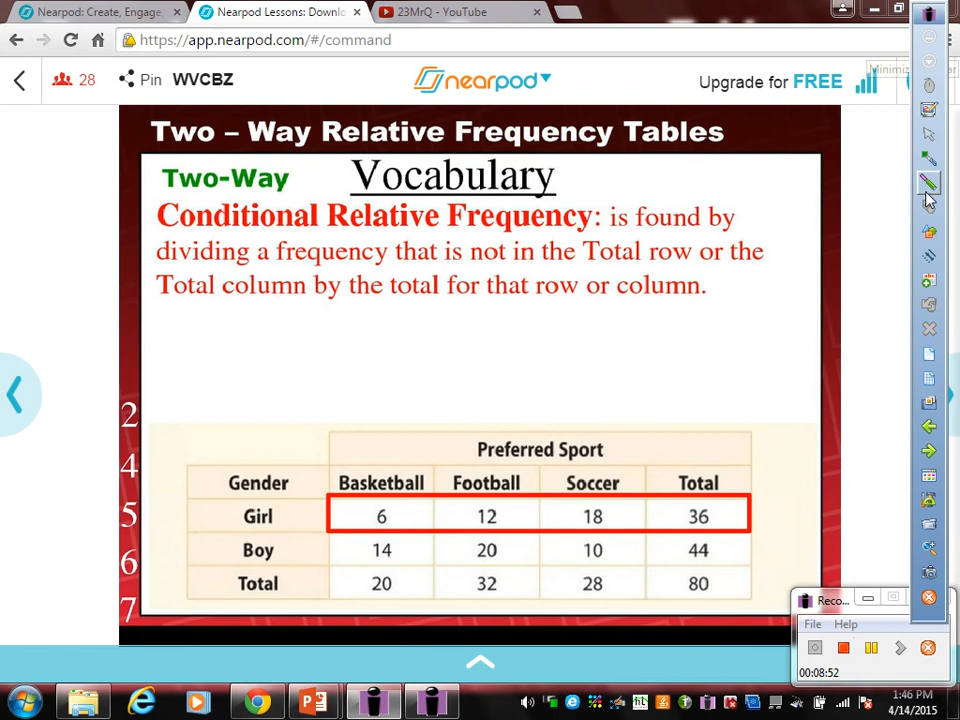 Nearpod: Create, Engage,
Nearpod Lessons: Downlo
23MrQ - YouTube
https://app.nearpod.com/#/command
28 Pin WVCBZ nearpod Upgrade for FREE
Two – Way Relative Frequency Tables
Two-Way Vocabulary
Conditional Relative Frequency: is found by
dividing a frequency that is not in the Total row or the
Total column by the total for that row or column.
2
4
5
6
7
Preferred Sport
Gender Basketball Football Soccer Total
Girl 6 12 18 36
Boy 14 20 10 44
Total 20 32 28 80
Reco...
File Help
00:08:52
1:46 PM
4/14/2015